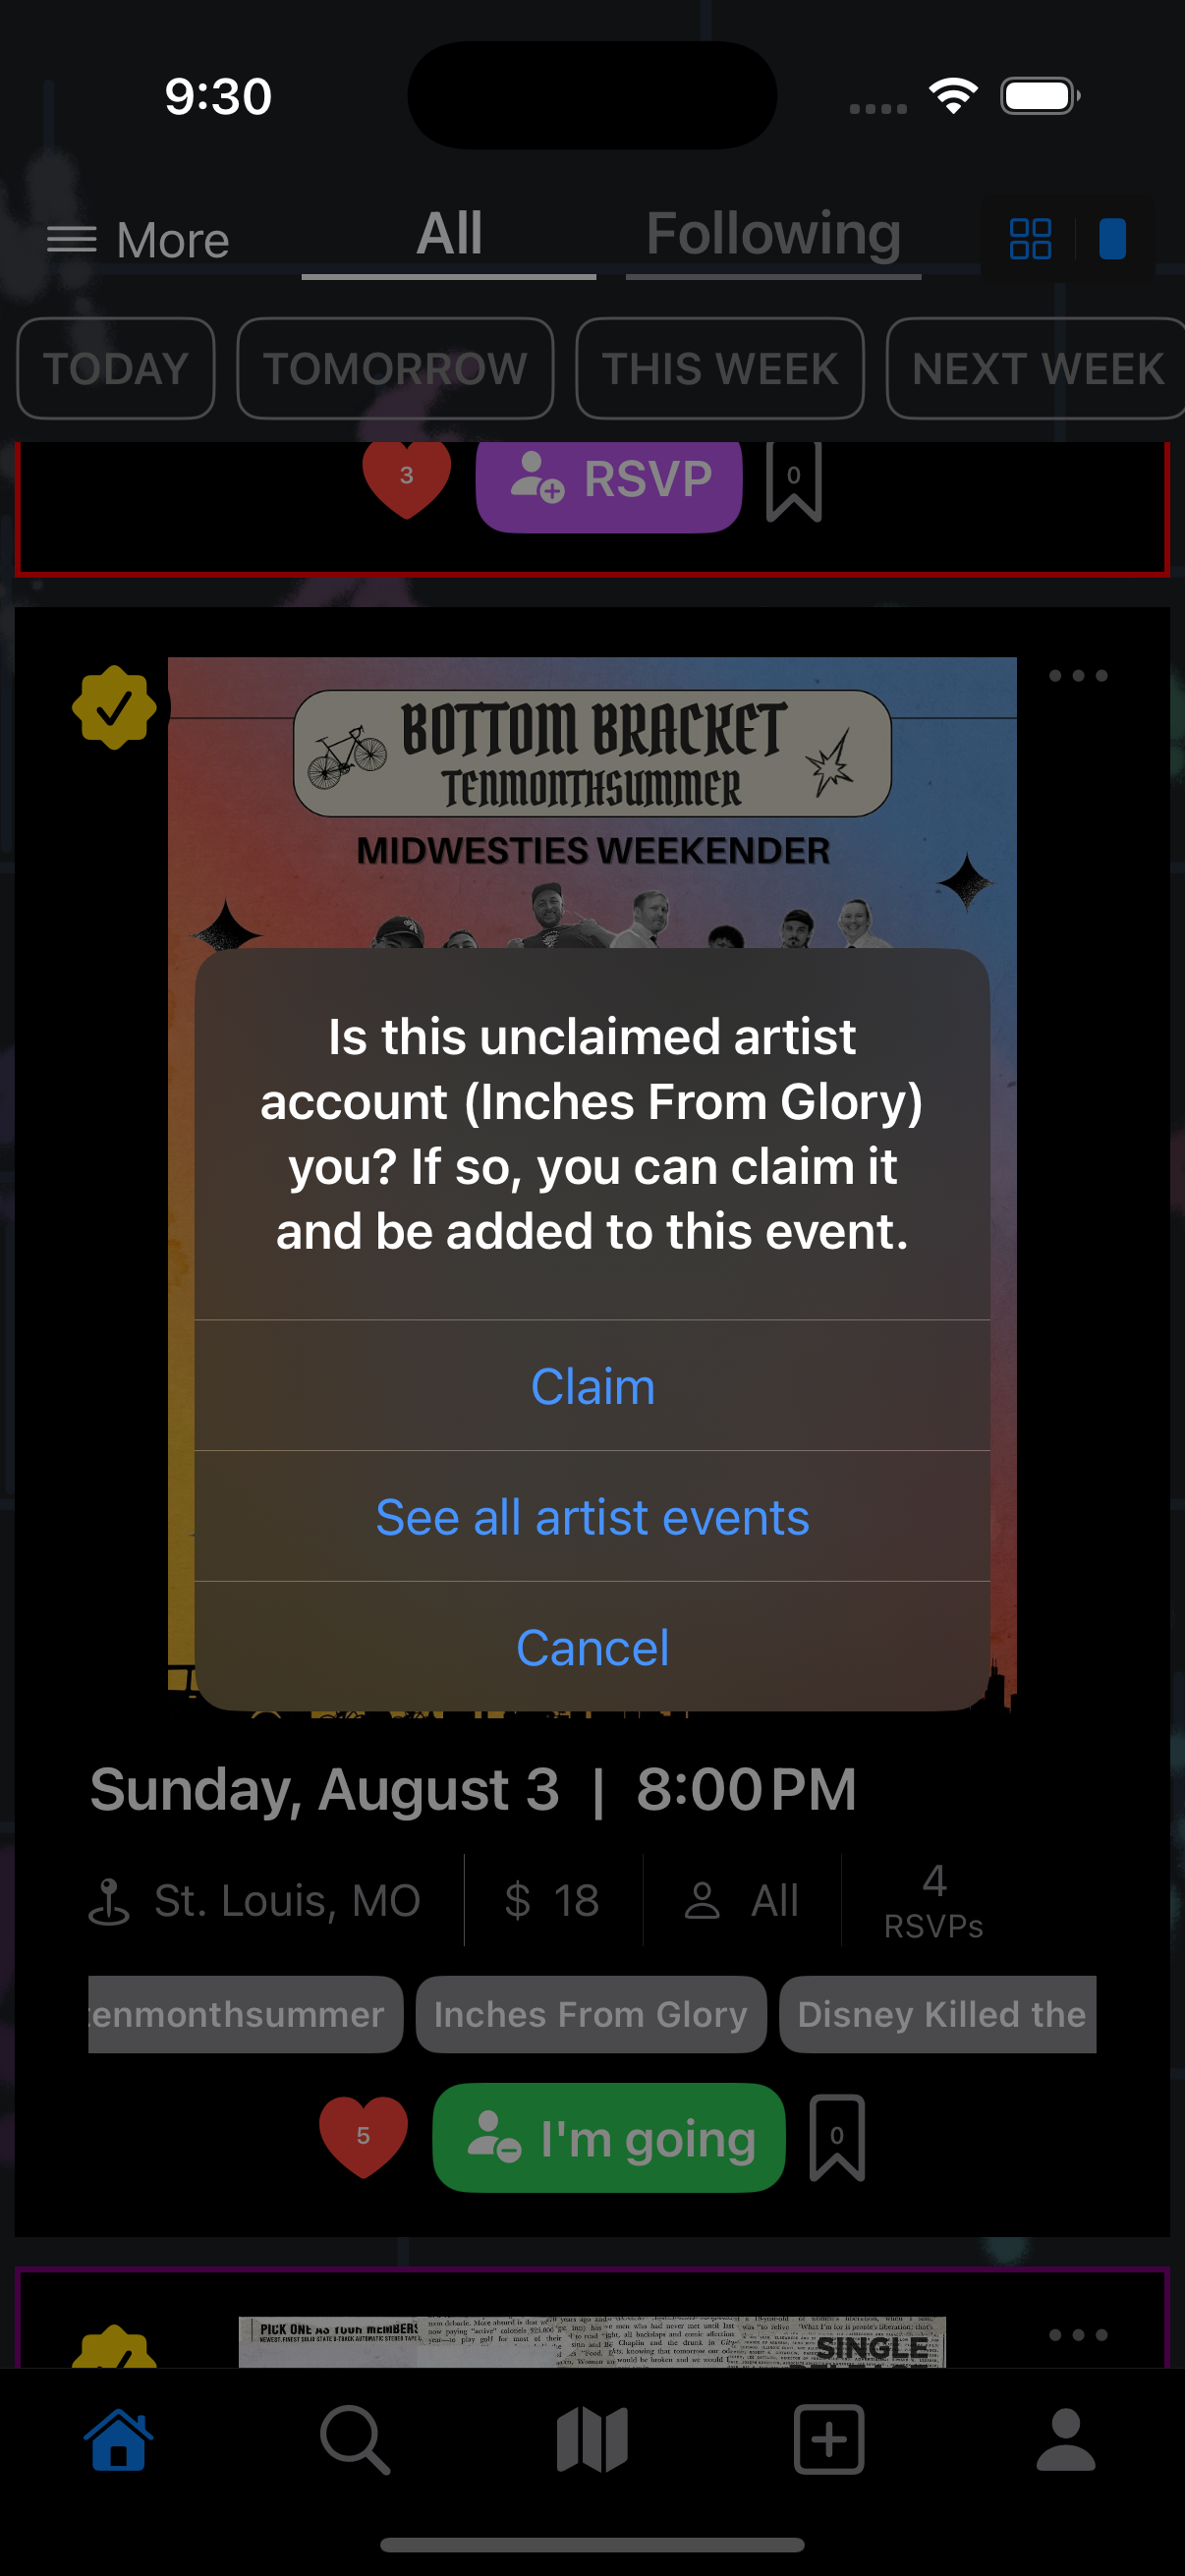 9:30
More
All
Following
TODAY
TOMORROW
THIS WEEK
NEXT WEEK
3
RSVP
0
BOTTOM BRACKET
TENMONTHSUMMER
MIDWESTIES WEEKENDER
Is this unclaimed artist
account (Inches From Glory)
you? If so, you can claim it
and be added to this event.
Claim
See all artist events
Cancel
Sunday, August 3 | 8:00 PM
St. Louis, MO
$ 18
All
4
RSVPs
tenmonthsummer
Inches From Glory
Disney Killed the
5
I'm going
0
PICK ONE AS YOUR MEMBERS
SINGLE